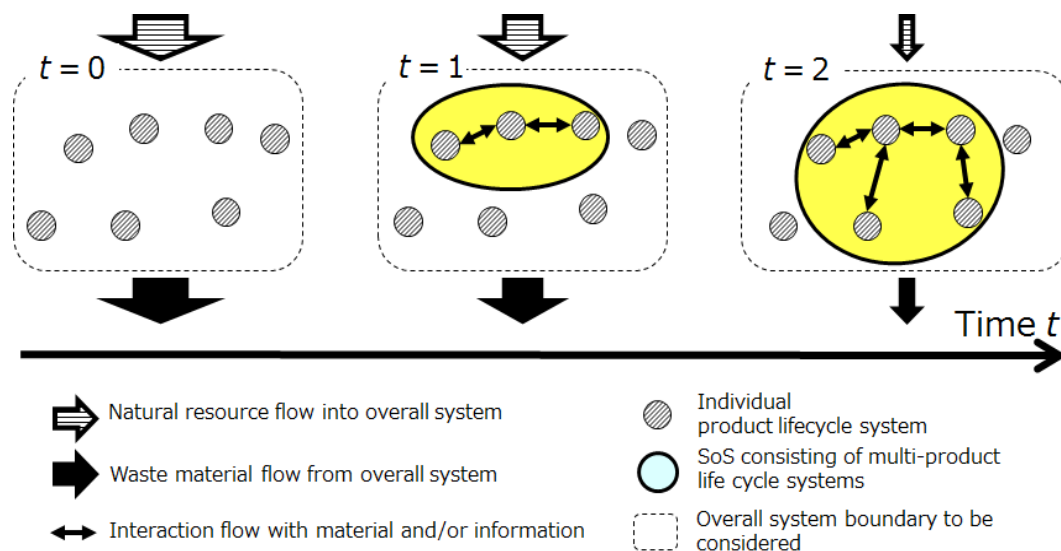 t = 0
t = 1
t = 2
Time t
Natural resource flow into overall system
Waste material flow from overall system
Interaction flow with material and/or information
Individual
product lifecycle system
SoS consisting of multi-product
life cycle systems
Overall system boundary to be
considered